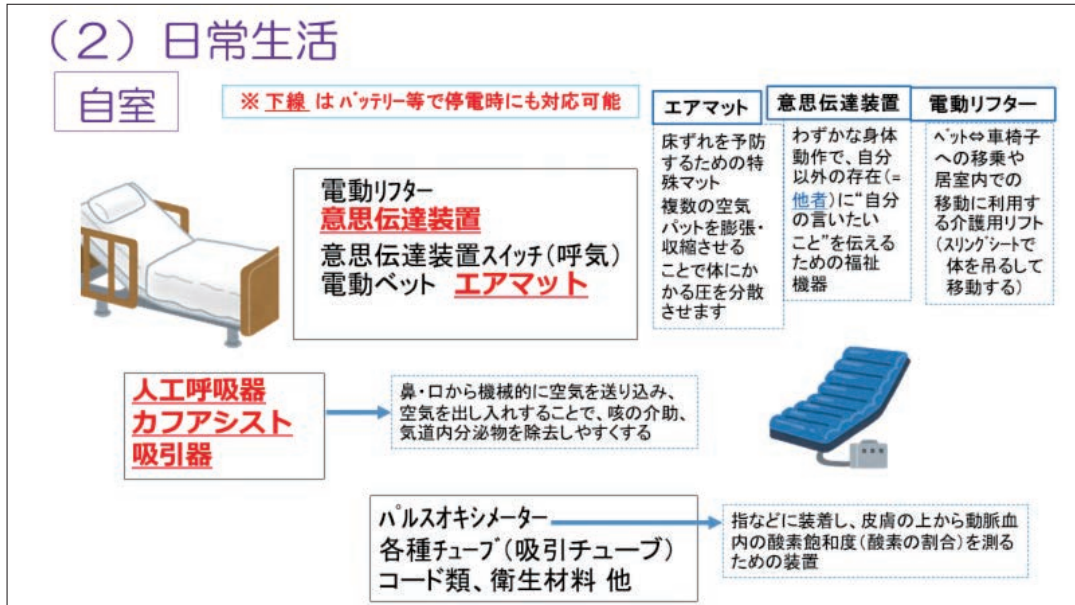 （2）日常生活
自室
※ 下線 はバッテリー等で停電時にも対応可能
電動リフター
意思伝達装置
意思伝達装置スイッチ（呼気）
電動ベット　エアマット
エアマット
床ずれを予防
するための特
殊マット
複数の空気
パットを膨張・
収縮させる
ことで体にか
かる圧を分散
させます
意思伝達装置
わずかな身体
動作で、自分
以外の存在(=
他者)に“自分
の言いたい
こと”を伝える
ための福祉
機器
電動リフター
ベット⇔車椅子
への移乗や
居室内での
移動に利用す
る介護用リフト
(スリングシートで
体を吊るして
移動する)
人工呼吸器
カフアシスト
吸引器
鼻・口から機械的に空気を送り込み、
空気を出し入れすることで、咳の介助、
気道内分泌物を除去しやすくする
パルスオキシメーター
各種チューブ（吸引チューブ）
コード類、衛生材料 他
指などに装着し、皮膚の上から動脈血
内の酸素飽和度（酸素の割合）を測る
ための装置